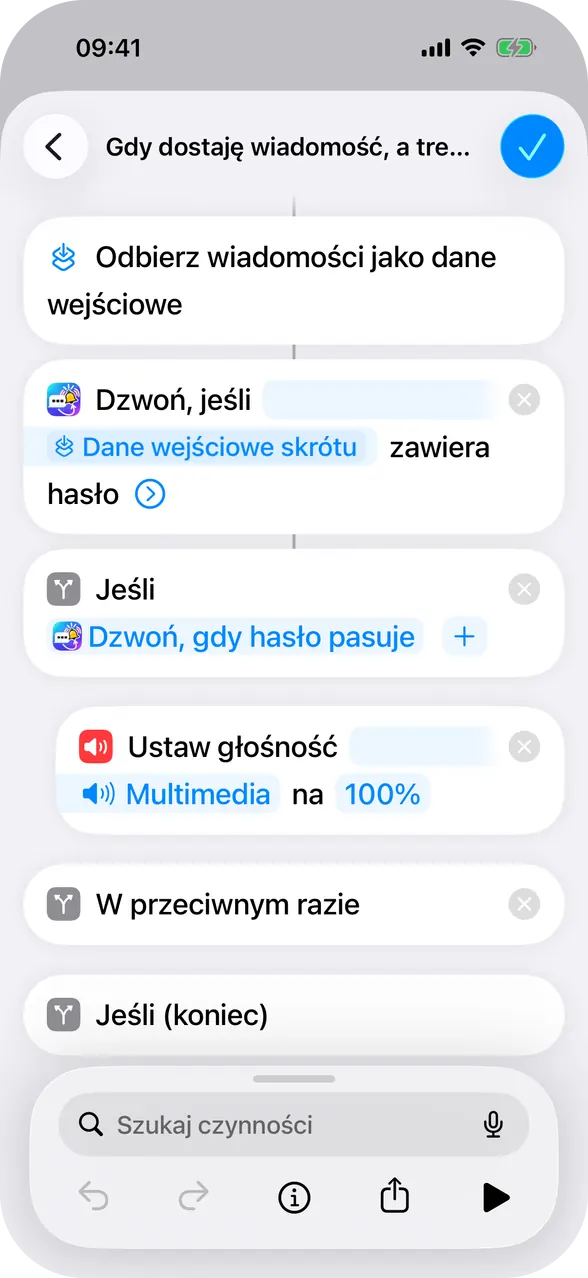 09:41
Gdy dostaję wiadomość, a tre...
Odbierz wiadomości jako dane
wejściowe
Dzwoń, jeśli
Dane wejściowe skrótu zawiera
hasło
Jeśli
Dzwoń, gdy hasło pasuje
Ustaw głośność
Multimedia na 100%
W przeciwnym razie
Jeśli (koniec)
Szukaj czynności